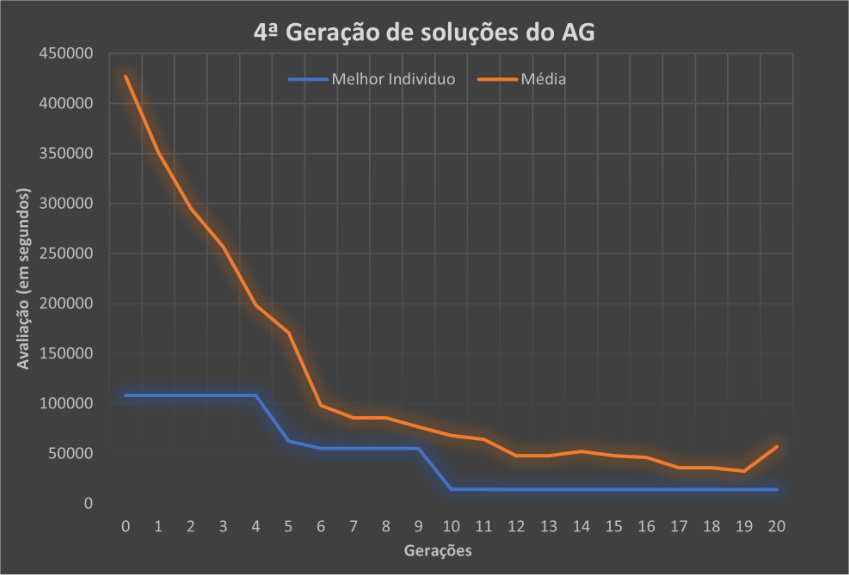 4ª Geração de soluções do AG
Melhor Individuo
Média
450000
400000
350000
300000
250000
200000
150000
100000
50000
0
Avaliação (em segundos)
0 1 2 3 4 5 6 7 8 9 10 11 12 13 14 15 16 17 18 19 20
Gerações